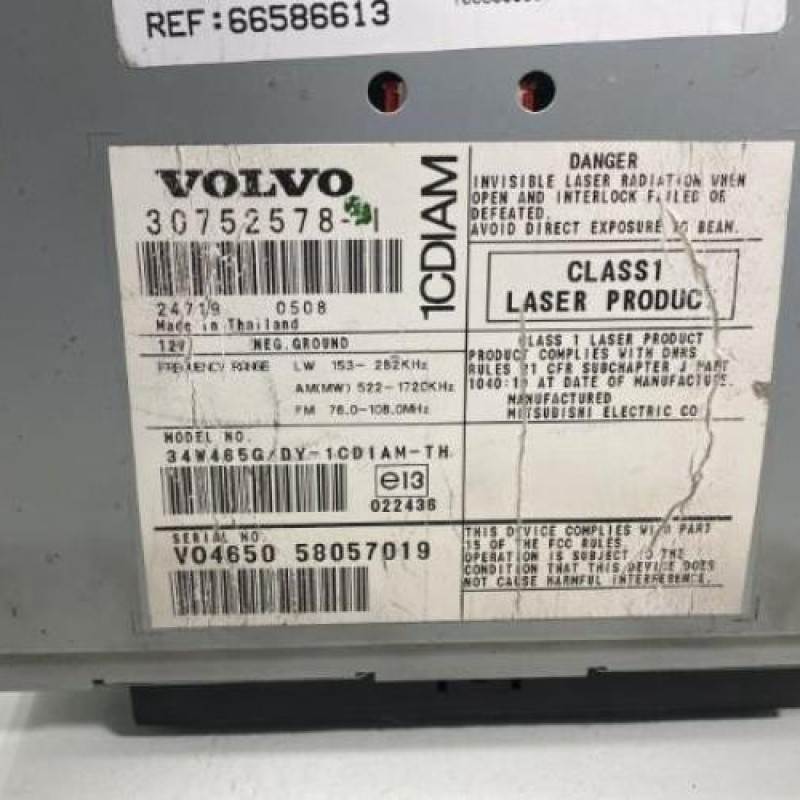 REF:66586613
VOLVO
30752578-1
24719 0508
Made in Thailand
12V NEG.GROUND
FREQUENCY RANGE LW 153-282KHz
AM(MW) 522-1720KHz
FM 76.0-108.0MHz
MODEL NO.
34W465G/DY-1CDIAM-TH
e13
022436
SERIAL NO.
VO4650 58057019
1CDIAM
DANGER
INVISIBLE LASER RADIATION WHEN
OPEN AND INTERLOCK FAILED OR
DEFEATED.
AVOID DIRECT EXPOSURE TO BEAM.
CLASS1
LASER PRODUCT
CLASS 1 LASER PRODUCT
PRODUCT COMPLIES WITH DHHS
RULES 21 CFR SUBCHAPTER J PART
1040:10 AT DATE OF MANUFACTURE.
MANUFACTURED
MITSUBISHI ELECTRIC CO
THIS DEVICE COMPLIES WITH PART
15 OF THE FCC RULES
OPERATION IS SUBJECT TO THE
CONDITION THAT THIS DEVICE DOES
NOT CAUSE HARMFUL INTERFERENCE.